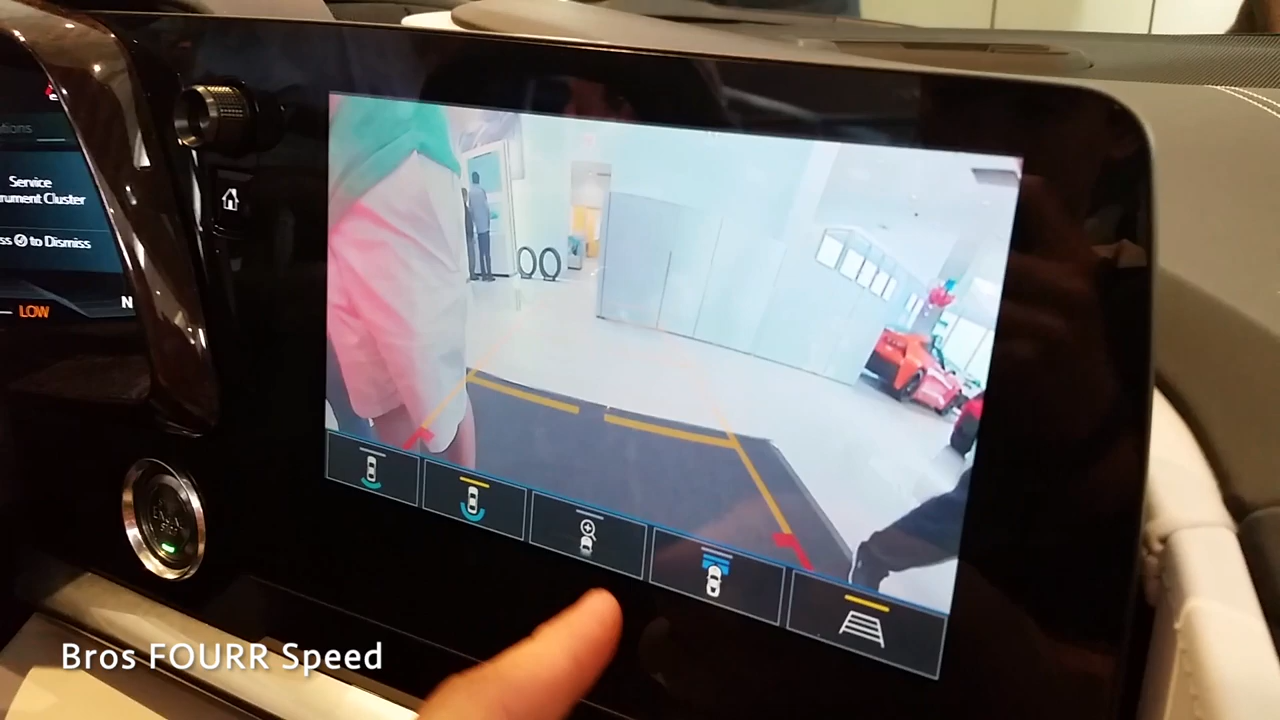 Service
rument Cluster
ss to Dismiss
LOW
N
Bros FOURR Speed